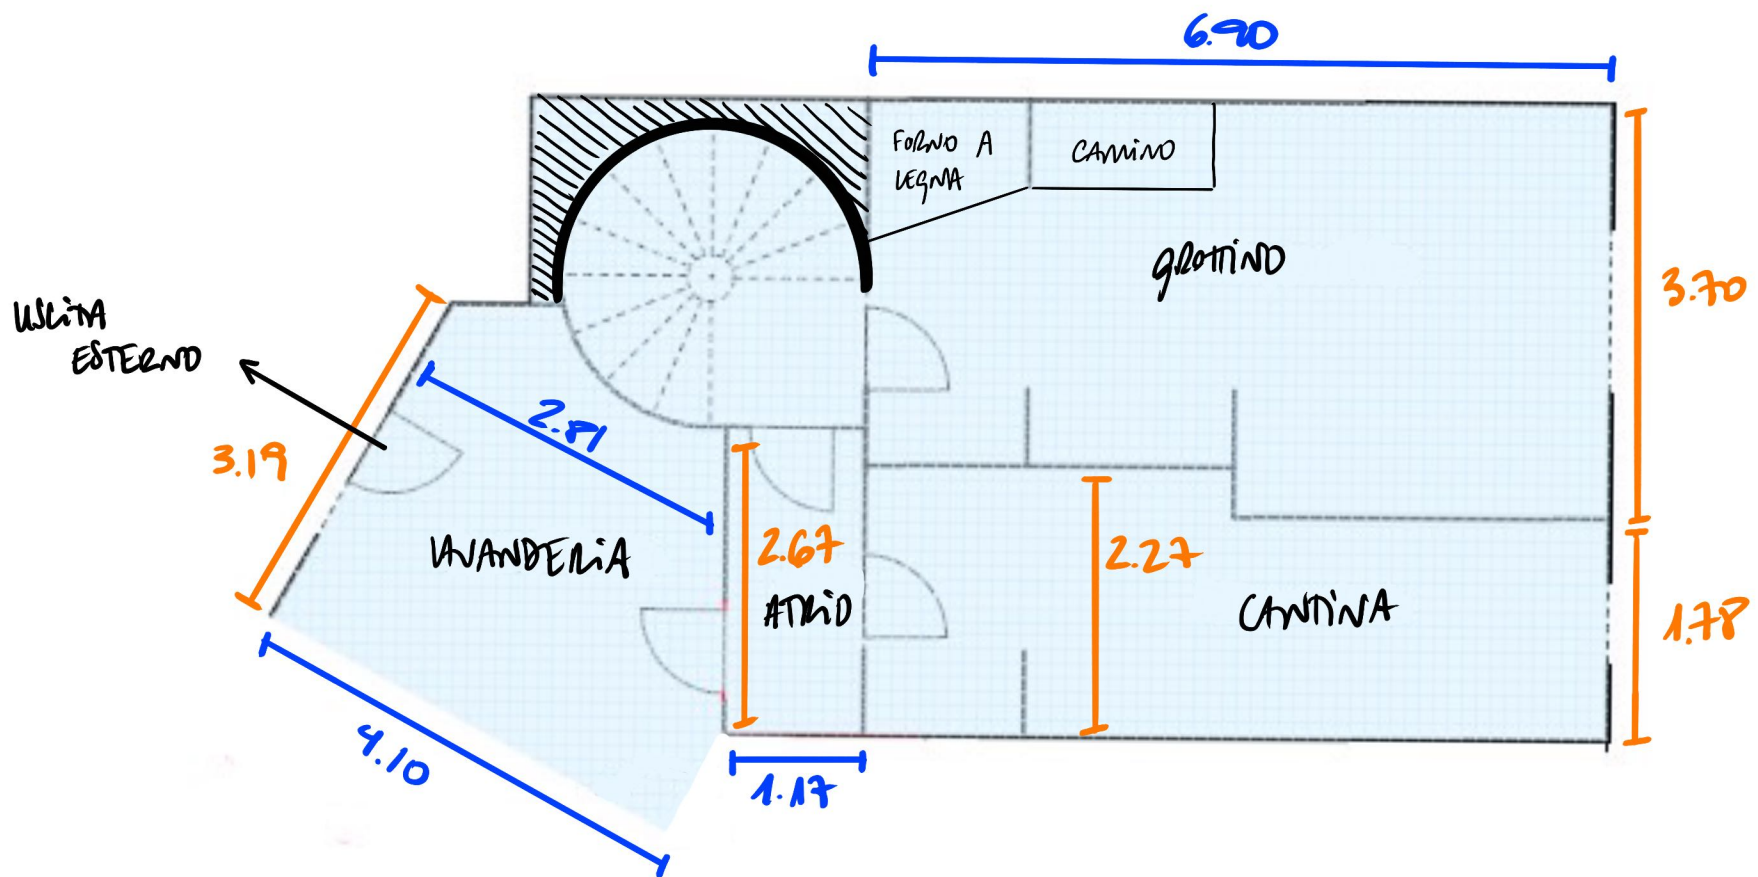 6.90
FORNO A
LEGNA
CAMINO
GROTTINO
3.70
USCITA
ESTERNO
2.81
3.19
LAVANDERIA
2.67
ATRIO
2.27
CANTINA
1.78
4.10
1.17